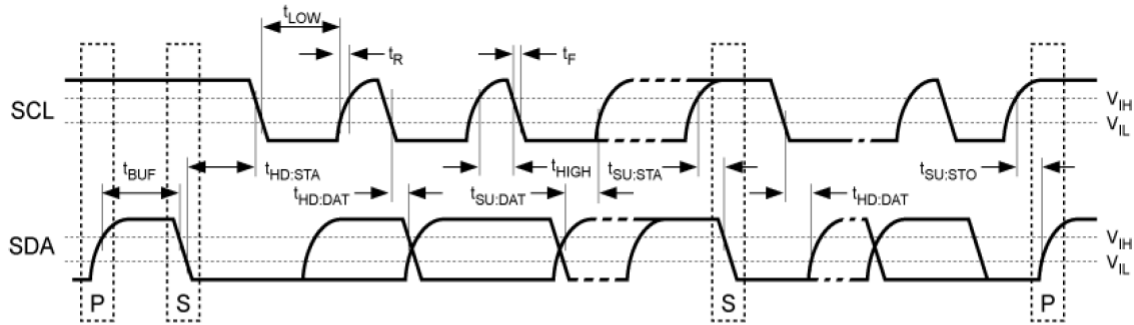 tLOW
tR
tF
SCL
VIH
VIL
tBUF
tHD:STA
tHD:DAT
tSU:DAT
tHIGH
tSU:STA
tHD:DAT
tSU:STO
SDA
VIH
VIL
P
S
S
P